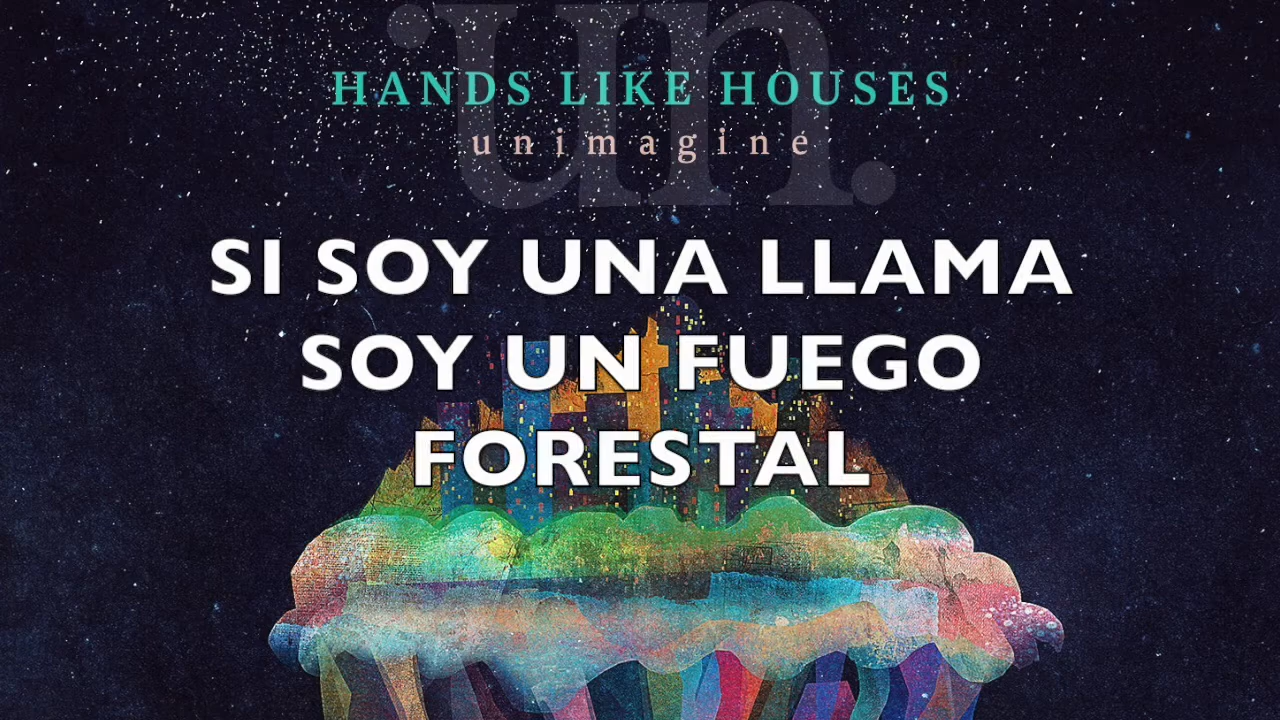 un.
HANDS LIKE HOUSES
unimagine
SI SOY UNA LLAMA
SOY UN FUEGO
FORESTAL